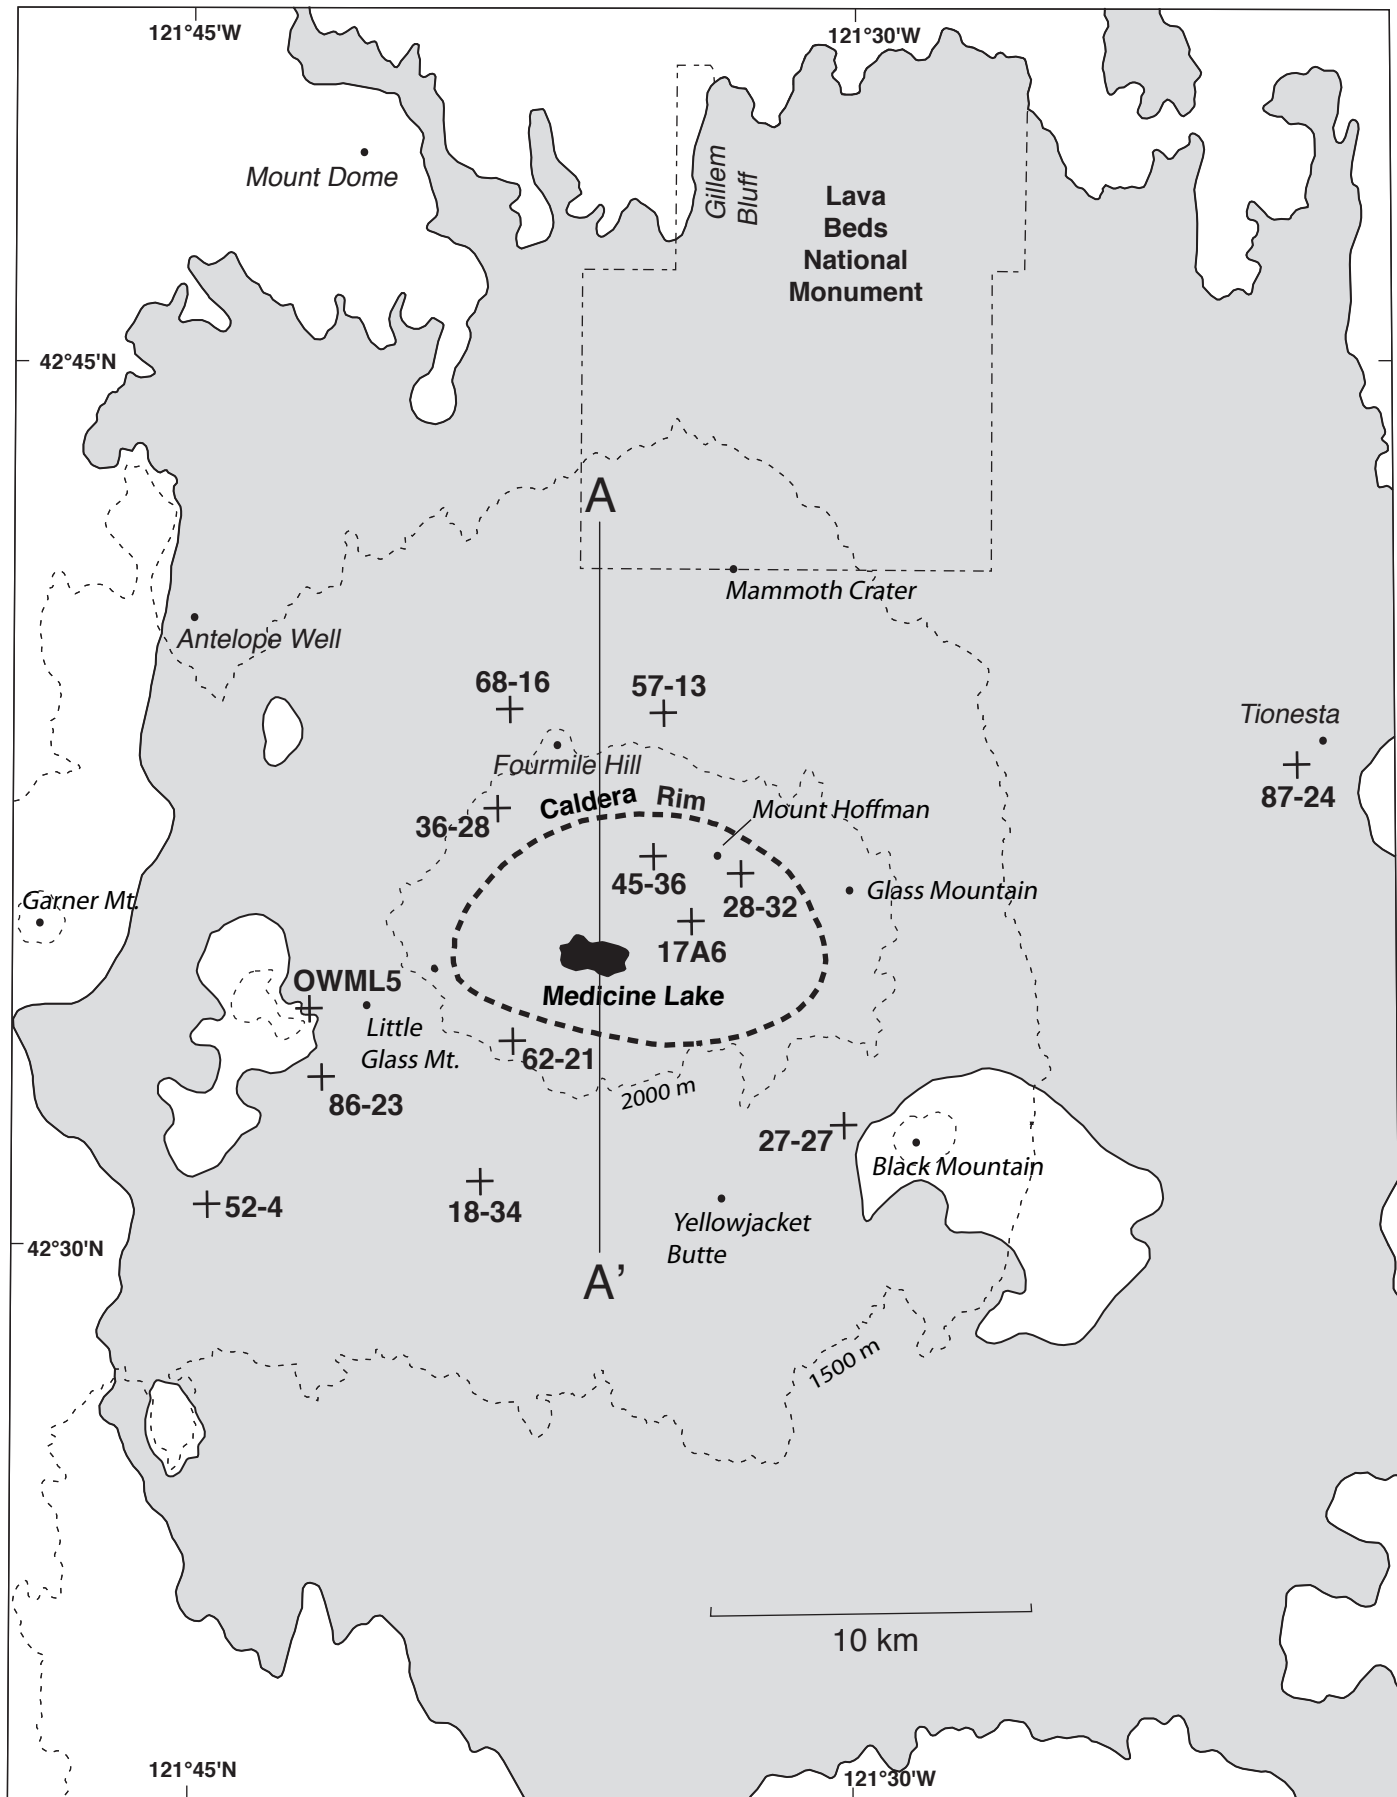 121°45'W
121°30'W
Mount Dome
Gillem
Bluff
Lava
Beds
National
Monument
42°45'N
A
Mammoth Crater
Antelope Well
68-16
57-13
Tionesta
87-24
Fourmile Hill
Caldera Rim
Mount Hoffman
36-28
45-36
28-32
Glass Mountain
Garner Mt.
17A6
OWML5
Medicine Lake
Little
Glass Mt.
62-21
2000 m
86-23
27-27
Black Mountain
52-4
18-34
Yellowjacket
Butte
42°30'N
A’
1500 m
10 km
121°45'N
121°30'W